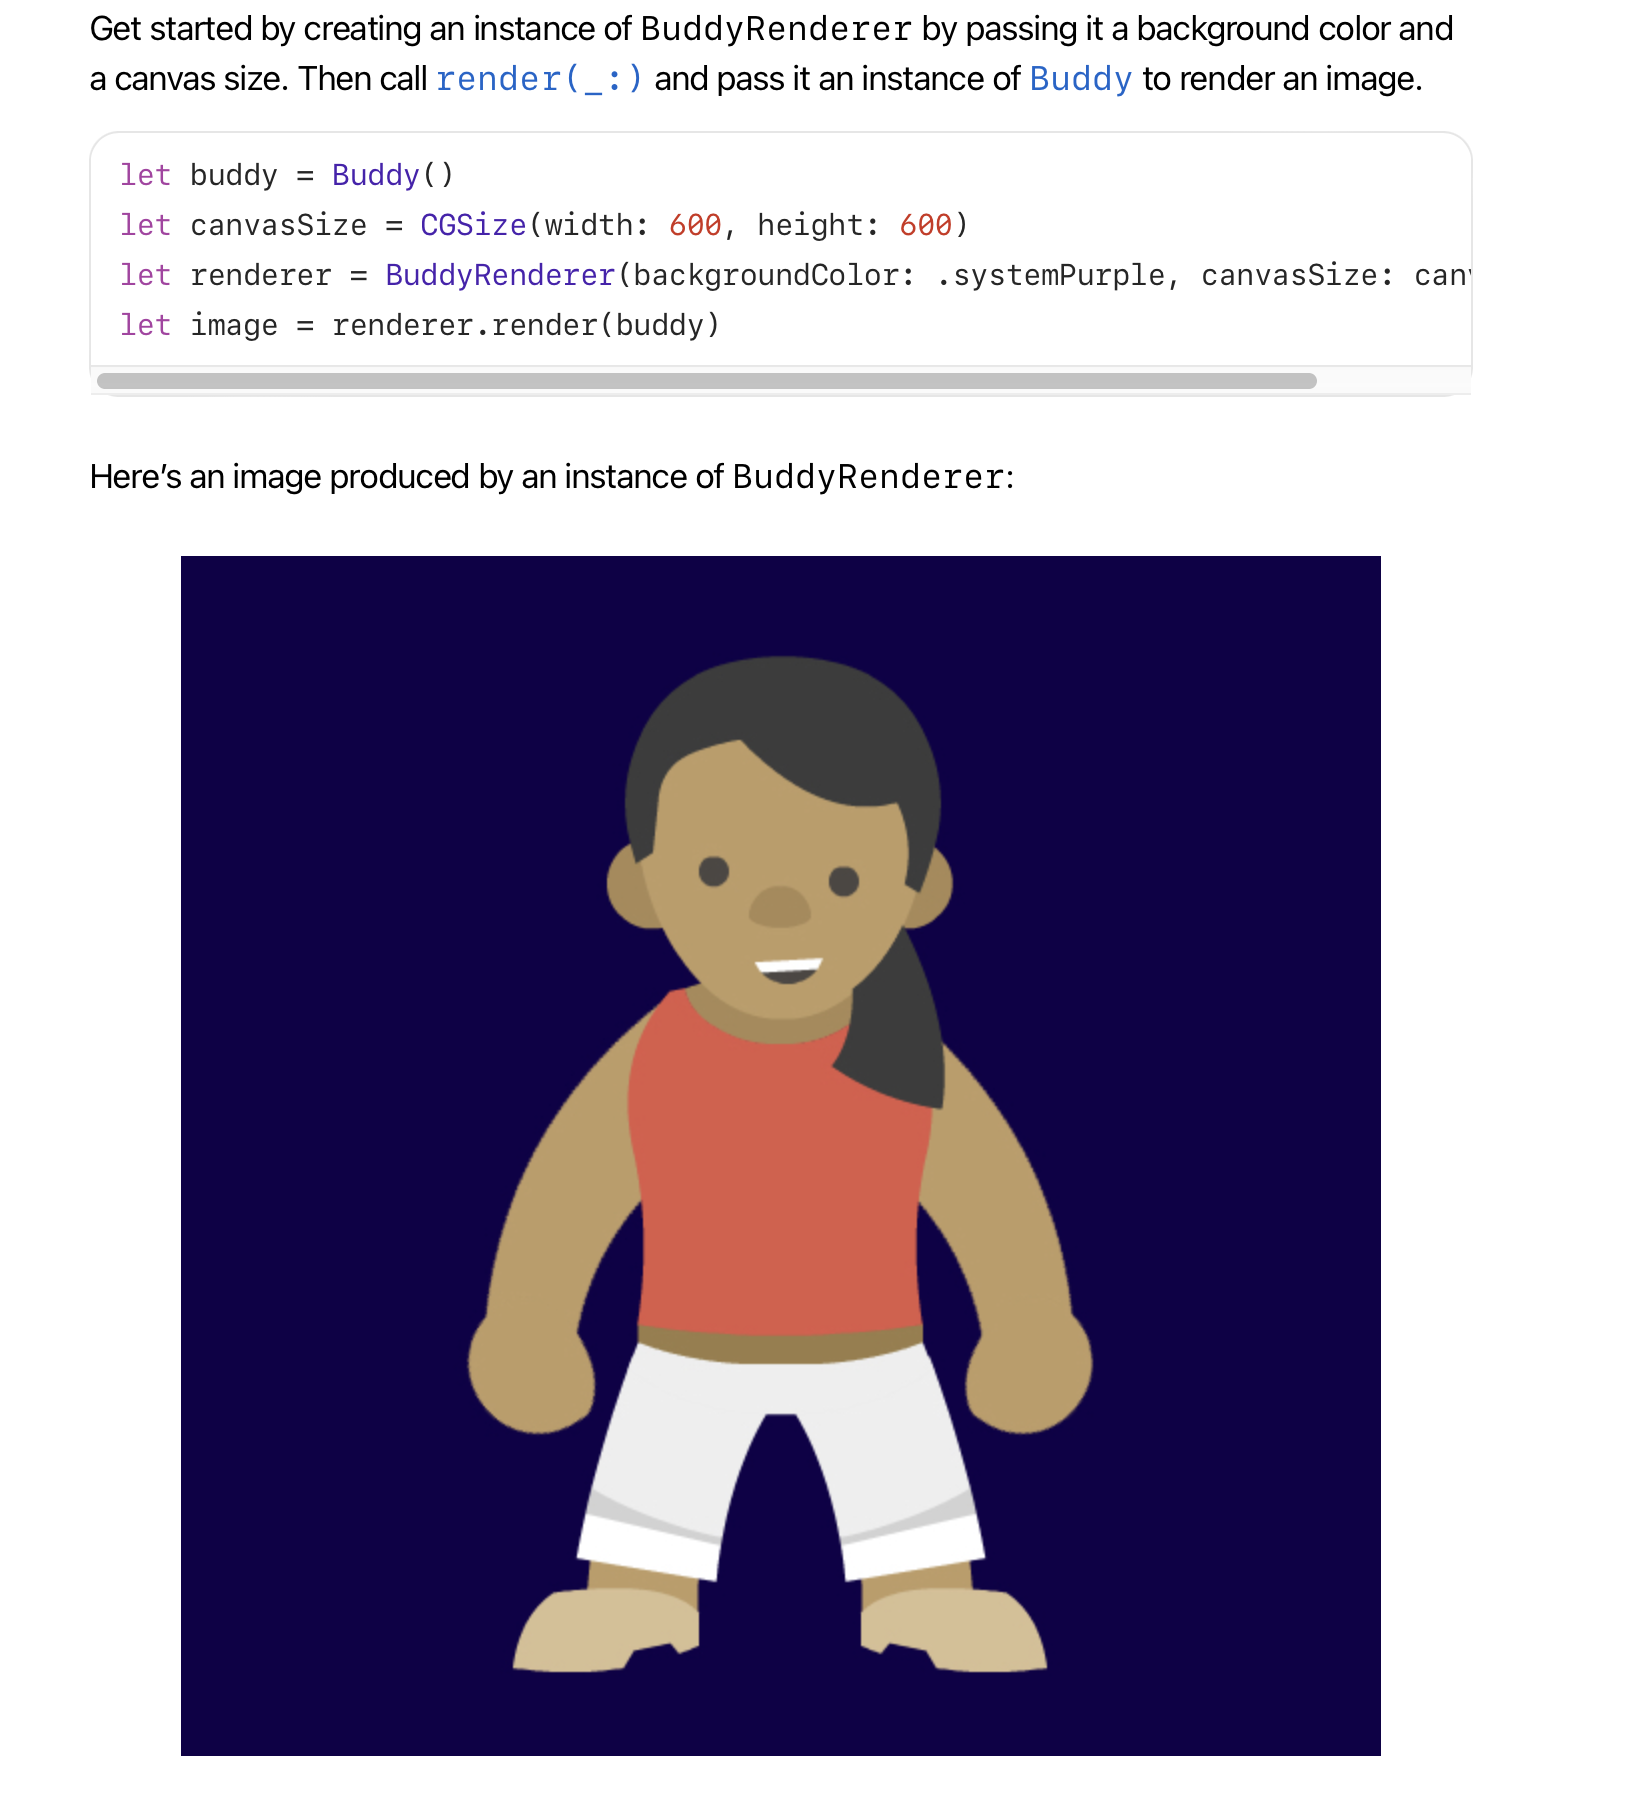 Get started by creating an instance of BuddyRenderer by passing it a background color and
a canvas size. Then call render(_:) and pass it an instance of Buddy to render an image.
let buddy = Buddy()
let canvasSize = CGSize(width: 600, height: 600)
let renderer = BuddyRenderer(backgroundColor: .systemPurple, canvasSize: can
let image = renderer.render(buddy)
Here’s an image produced by an instance of BuddyRenderer: